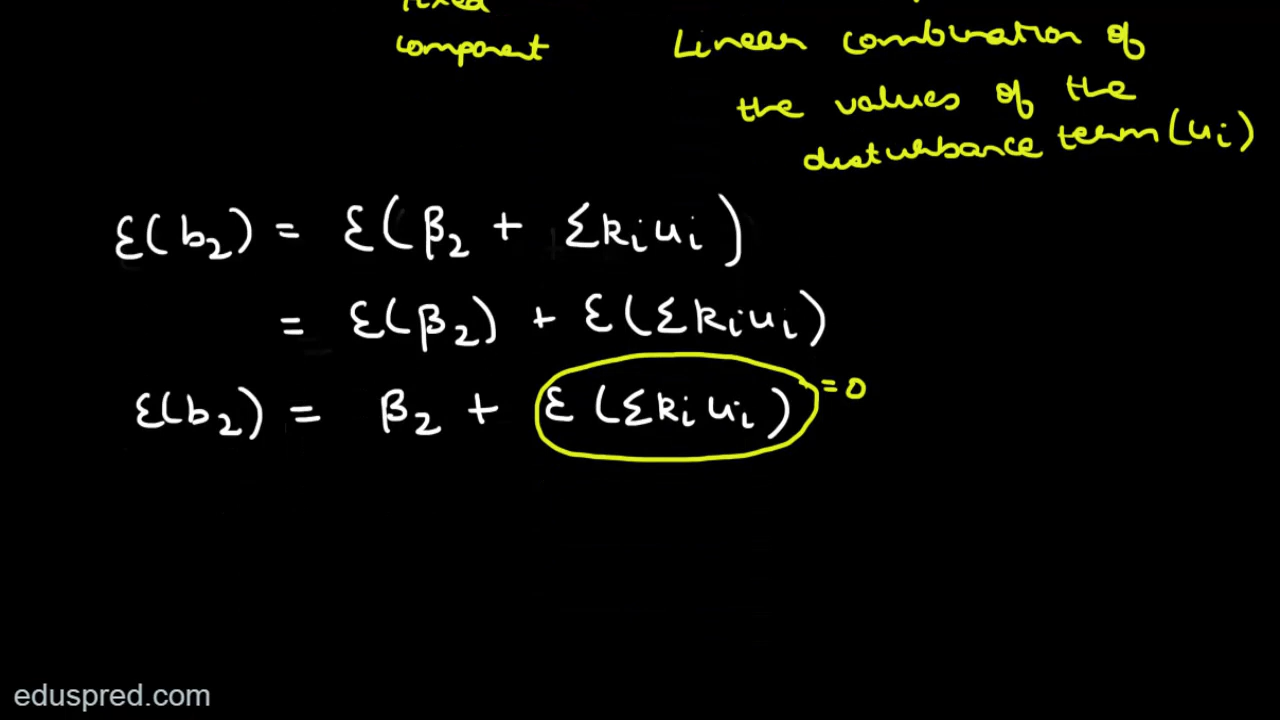 fixed
component
Linear combination of
the values of the
disturbance term (uᵢ)
Ɛ(b₂) = Ɛ(β₂ + Σkᵢuᵢ)
= Ɛ(β₂) + Ɛ(Σkᵢuᵢ)
Ɛ(b₂) = β₂ + Ɛ(Σkᵢuᵢ) = 0
eduspred.com